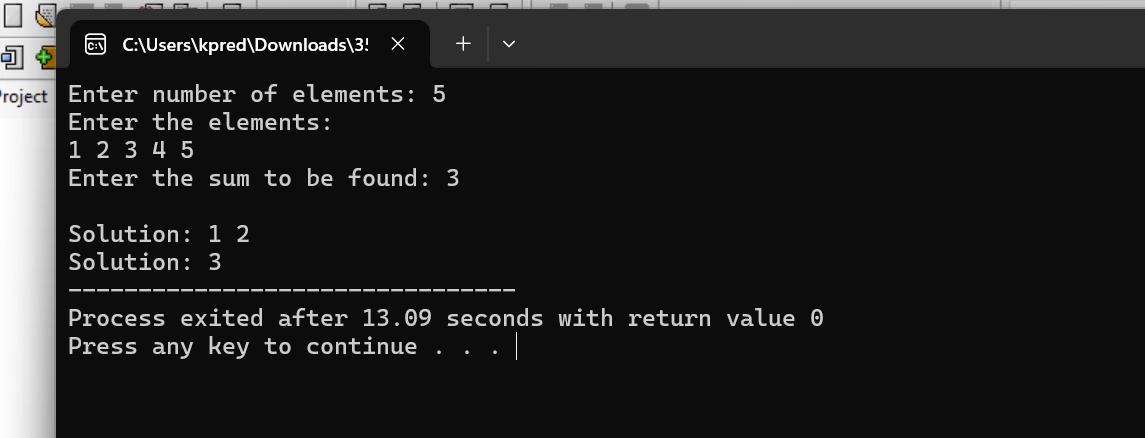 C:\Users\kpred\Downloads\35
Project
Enter number of elements: 5
Enter the elements:
1 2 3 4 5
Enter the sum to be found: 3
Solution: 1 2
Solution: 3
--------------------------------
Process exited after 13.09 seconds with return value 0
Press any key to continue . . .